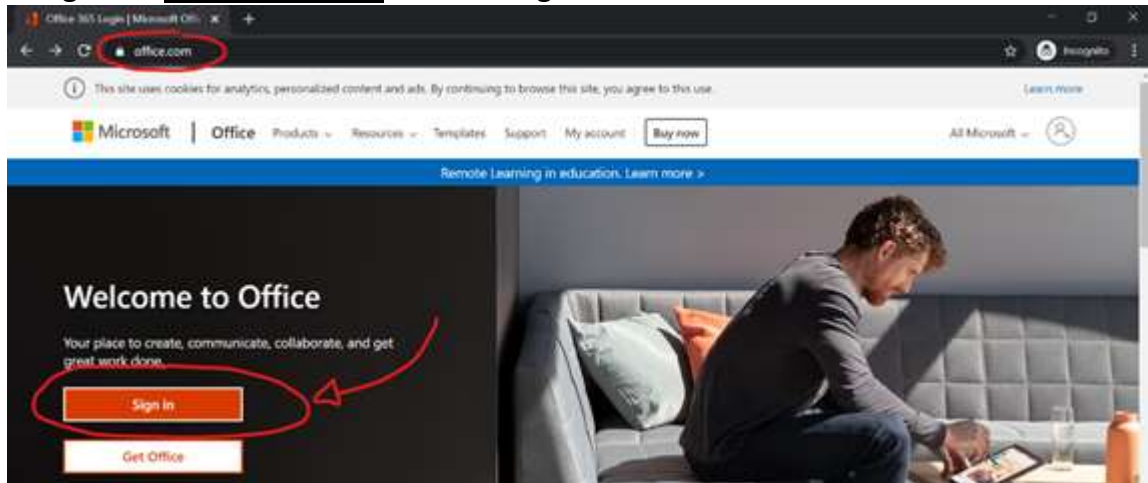 Office 365 Login | Microsoft Offi
office.com
Incognito
This site uses cookies for analytics, personalized content and ads. By continuing to browse this site, you agree to this use.
Learn more
Microsoft | Office Products Resources Templates Support My account Buy now All Microsoft
Remote Learning in education. Learn more >
Welcome to Office
Your place to create, communicate, collaborate, and get
great work done.
Sign in
Get Office